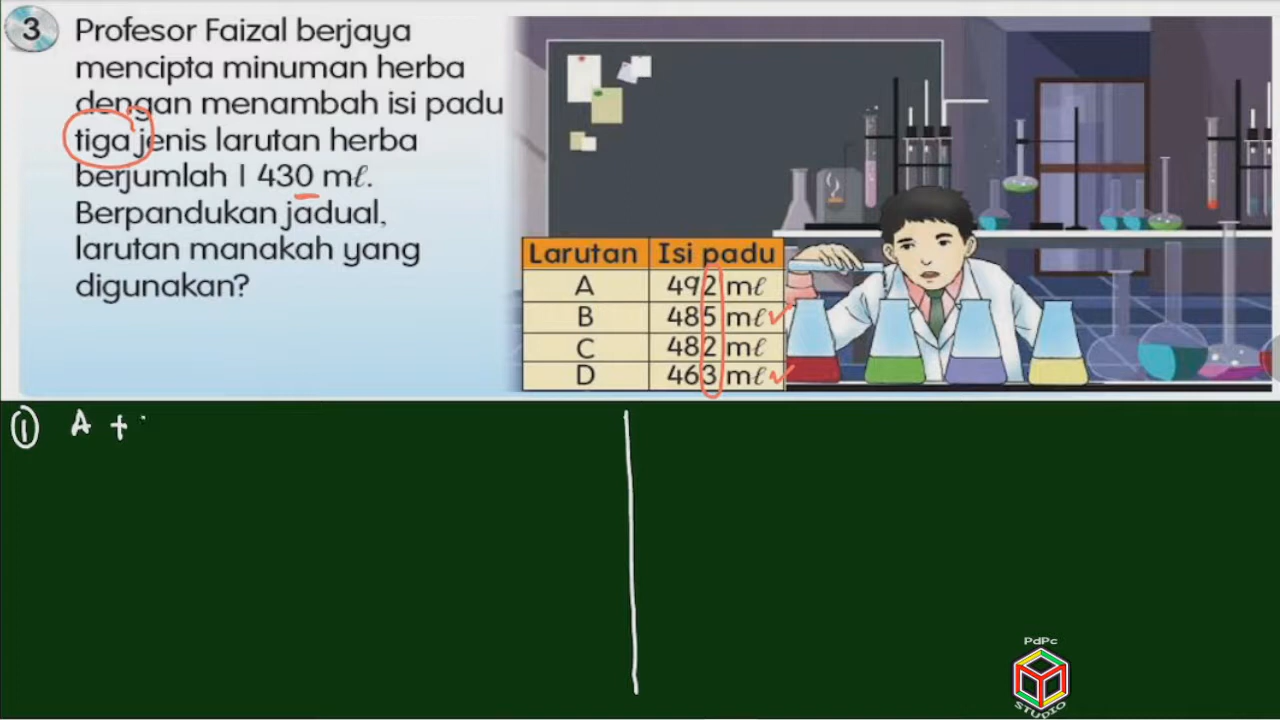 3
Profesor Faizal berjaya
mencipta minuman herba
dengan menambah isi padu
tiga jenis larutan herba
berjumlah 1 430 mℓ.
Berpandukan jadual,
larutan manakah yang
digunakan?
Larutan Isi padu
A 492 mℓ
B 485 mℓ
C 482 mℓ
D 463 mℓ
① A +
PdPc
STUDIO